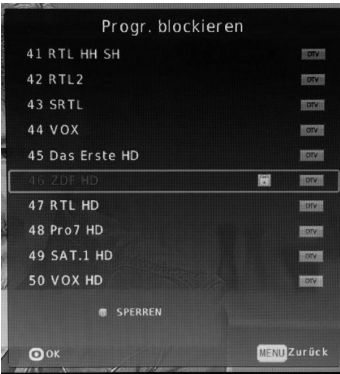 Progr. blockieren
41 RTL HH SH DTV
42 RTL2 DTV
43 SRTL DTV
44 VOX DTV
45 Das Erste HD DTV
46 ZDF HD DTV
47 RTL HD DTV
48 Pro7 HD DTV
49 SAT.1 HD DTV
50 VOX HD DTV
SPERREN
OK MENU Zurück